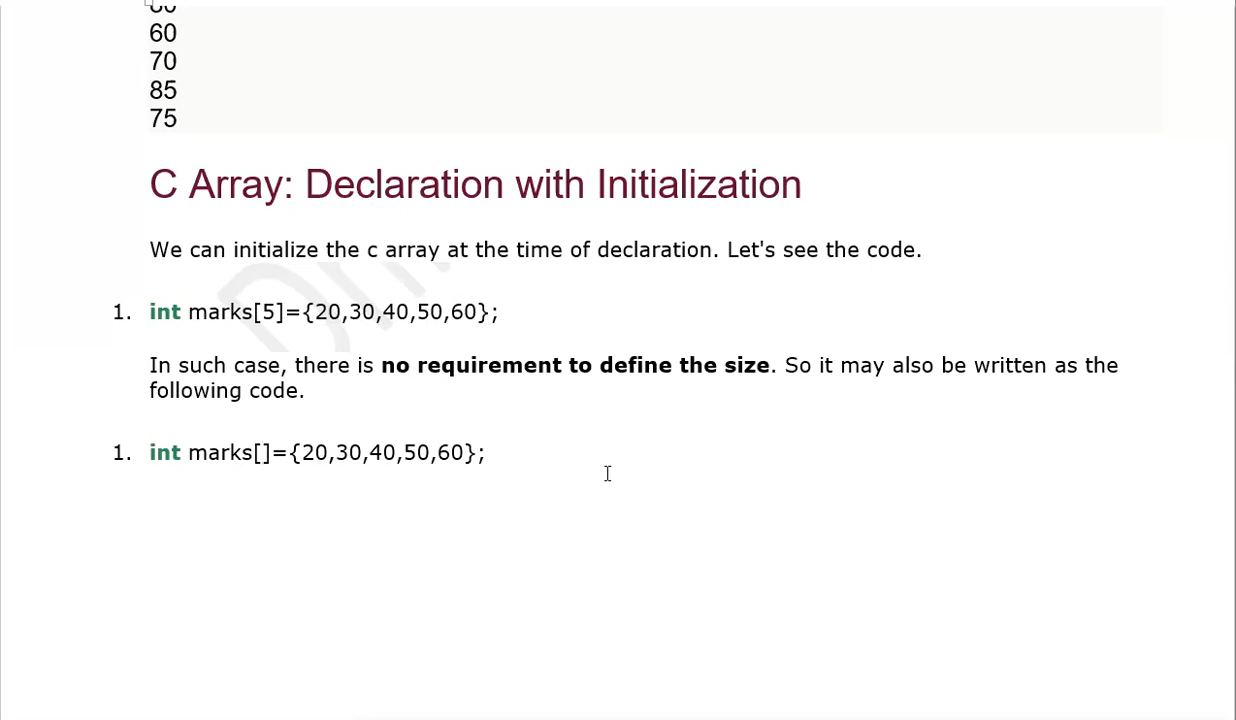 60
70
85
75
C Array: Declaration with Initialization
We can initialize the c array at the time of declaration. Let's see the code.
1. int marks[5]={20,30,40,50,60};
In such case, there is no requirement to define the size. So it may also be written as the
following code.
1. int marks[]={20,30,40,50,60};